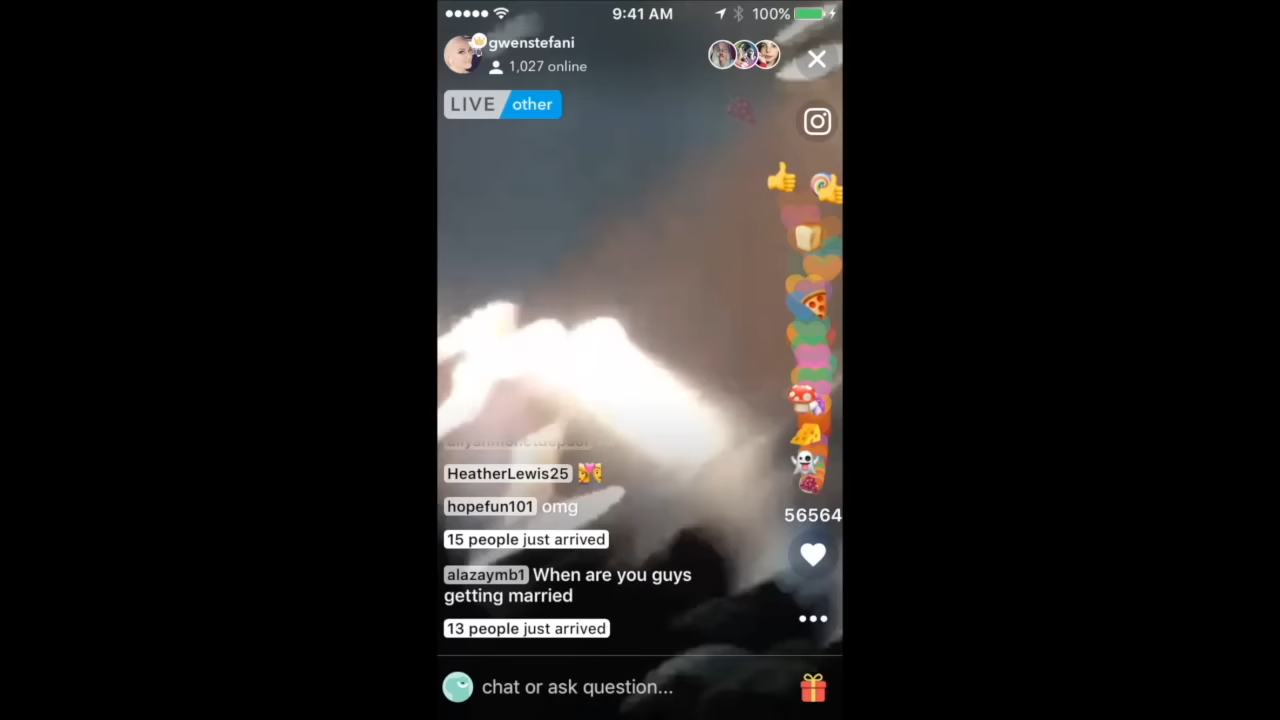 9:41 AM
100%
gwenstefani
1,027 online
LIVE other
HeatherLewis25
hopefun101 omg
15 people just arrived
alazaymb1 When are you guys
getting married
13 people just arrived
56564
chat or ask question...